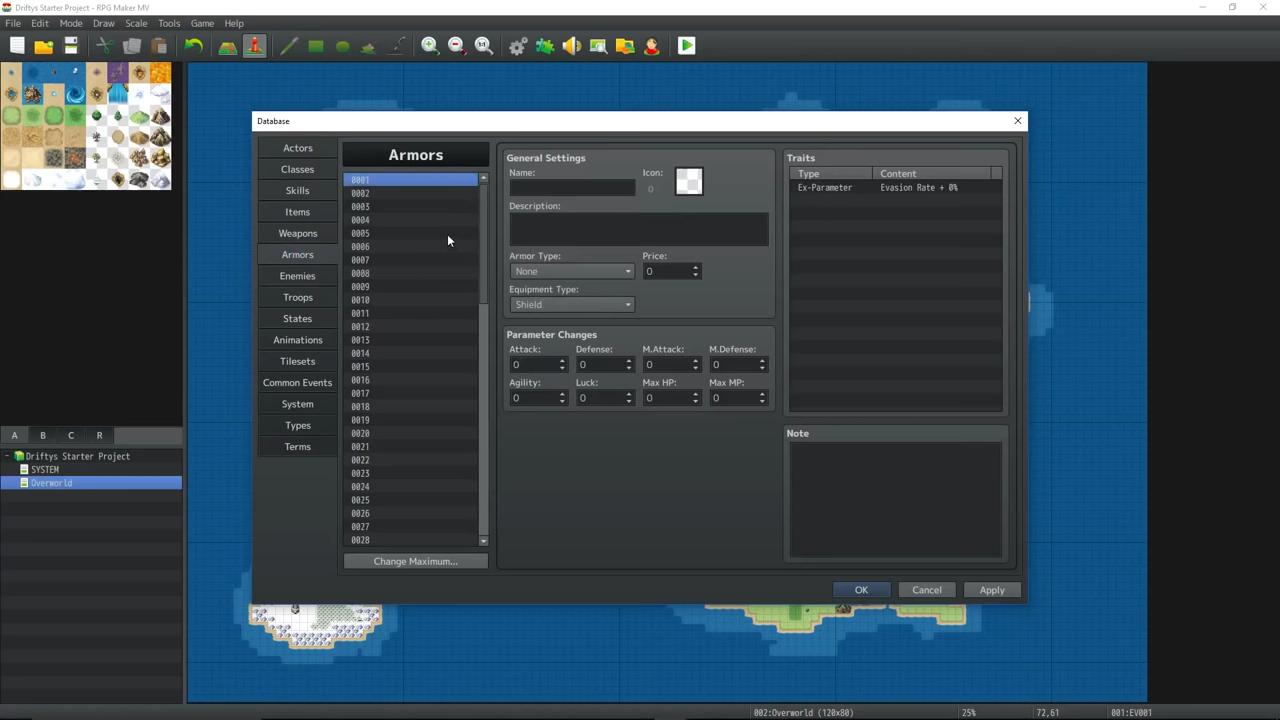 Driftys Starter Project - RPG Maker MV
File Edit Mode Draw Scale Tools Game Help
Database
Actors
Classes
Skills
Items
Weapons
Armors
Enemies
Troops
States
Animations
Tilesets
Common Events
System
Types
Terms
Armors
0001
0002
0003
0004
0005
0006
0007
0008
0009
0010
0011
0012
0013
0014
0015
0016
0017
0018
0019
0020
0021
0022
0023
0024
0025
0026
0027
0028
Change Maximum...
General Settings
Name: Icon:
0
Description:
Armor Type: Price:
None 0
Equipment Type:
Shield
Parameter Changes
Attack: Defense: M.Attack: M.Defense:
0 0 0 0
Agility: Luck: Max HP: Max MP:
0 0 0 0
Traits
Type Content
Ex-Parameter Evasion Rate + 0%
Note
OK Cancel Apply
A B C R
Driftys Starter Project
SYSTEM
Overworld
002:Overworld (120x80) 25% 72,61 001:EV001